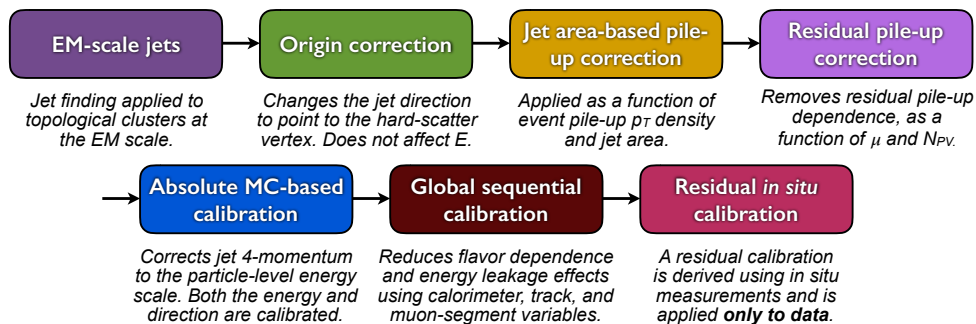 EM-scale jets
Jet finding applied to
topological clusters at
the EM scale.
Origin correction
Changes the jet direction
to point to the hard-scatter
vertex. Does not affect E.
Jet area-based pile-
up correction
Applied as a function of
event pile-up pT density
and jet area.
Residual pile-up
correction
Removes residual pile-up
dependence, as a
function of µ and NPV.
Absolute MC-based
calibration
Corrects jet 4-momentum
to the particle-level energy
scale. Both the energy and
direction are calibrated.
Global sequential
calibration
Reduces flavor dependence
and energy leakage effects
using calorimeter, track, and
muon-segment variables.
Residual in situ
calibration
A residual calibration
is derived using in situ
measurements and is
applied only to data.